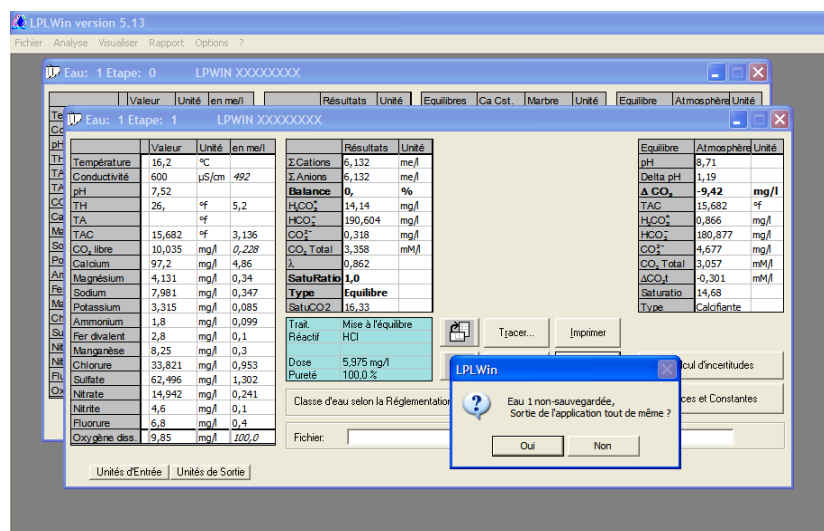 LPLWin version 5.13
Fichier Analyse Visualiser Rapport Options ?
Eau: 1 Etape: 0 LPWIN XXXXXXXX
Valeur Unité en me/l Résultats Unité Equilibres Ca Cst. Marbre Unité Equilibre Atmosphère Unité
Eau: 1 Etape: 1 LPWIN XXXXXXXX
Valeur Unité en me/l Résultats Unité Equilibre Atmosphère Unité
Température 16,2 °C Σ Cations 6,132 me/l pH 8,71
Conductivité 600 µS/cm 492 Σ Anions 6,132 me/l Delta pH 1,19
pH 7,52 Balance 0, % Δ CO₂ -9,42 mg/l
TH 26, °f 5,2 H₂CO₃* 14,14 mg/l TAC 15,682 °f
TA °f HCO₃⁻ 190,604 mg/l H₂CO₃* 0,866 mg/l
TAC 15,682 °f 3,136 CO₃²⁻ 0,318 mg/l HCO₃⁻ 180,877 mg/l
CO₂ libre 10,035 mg/l 0,228 CO₂ Total 3,358 mM/l CO₃²⁻ 4,677 mg/l
Calcium 97,2 mg/l 4,86 λ 0,862 CO₂ Total 3,057 mM/l
Magnésium 4,131 mg/l 0,34 SatuRatio 1,0 ΔCO₂t -0,301 mM/l
Sodium 7,981 mg/l 0,347 Type Equilibre Saturatio 14,68
Potassium 3,315 mg/l 0,085 SatuCO2 16,33 Type Calcifiante
Ammonium 1,8 mg/l 0,099 Trait. Mise à l'équilibre
Fer divalent 2,8 mg/l 0,1 Réactif HCl Tracer... Imprimer
Manganèse 8,25 mg/l 0,3
Chlorure 33,821 mg/l 0,953 Dose 5,975 mg/l LPLWin cul d'incertitudes
Sulfate 62,496 mg/l 1,302 Pureté 100,0 %
Nitrate 14,942 mg/l 0,241 Classe d'eau selon la Réglementation Eau 1 non-sauvegardée, ces et Constantes
Nitrite 4,6 mg/l 0,1 Sortie de l'application tout de même ?
Fluorure 6,8 mg/l 0,4
Oxygène diss. 9,85 mg/l 100,0 Fichier: Oui Non
Unités d'Entrée Unités de Sortie